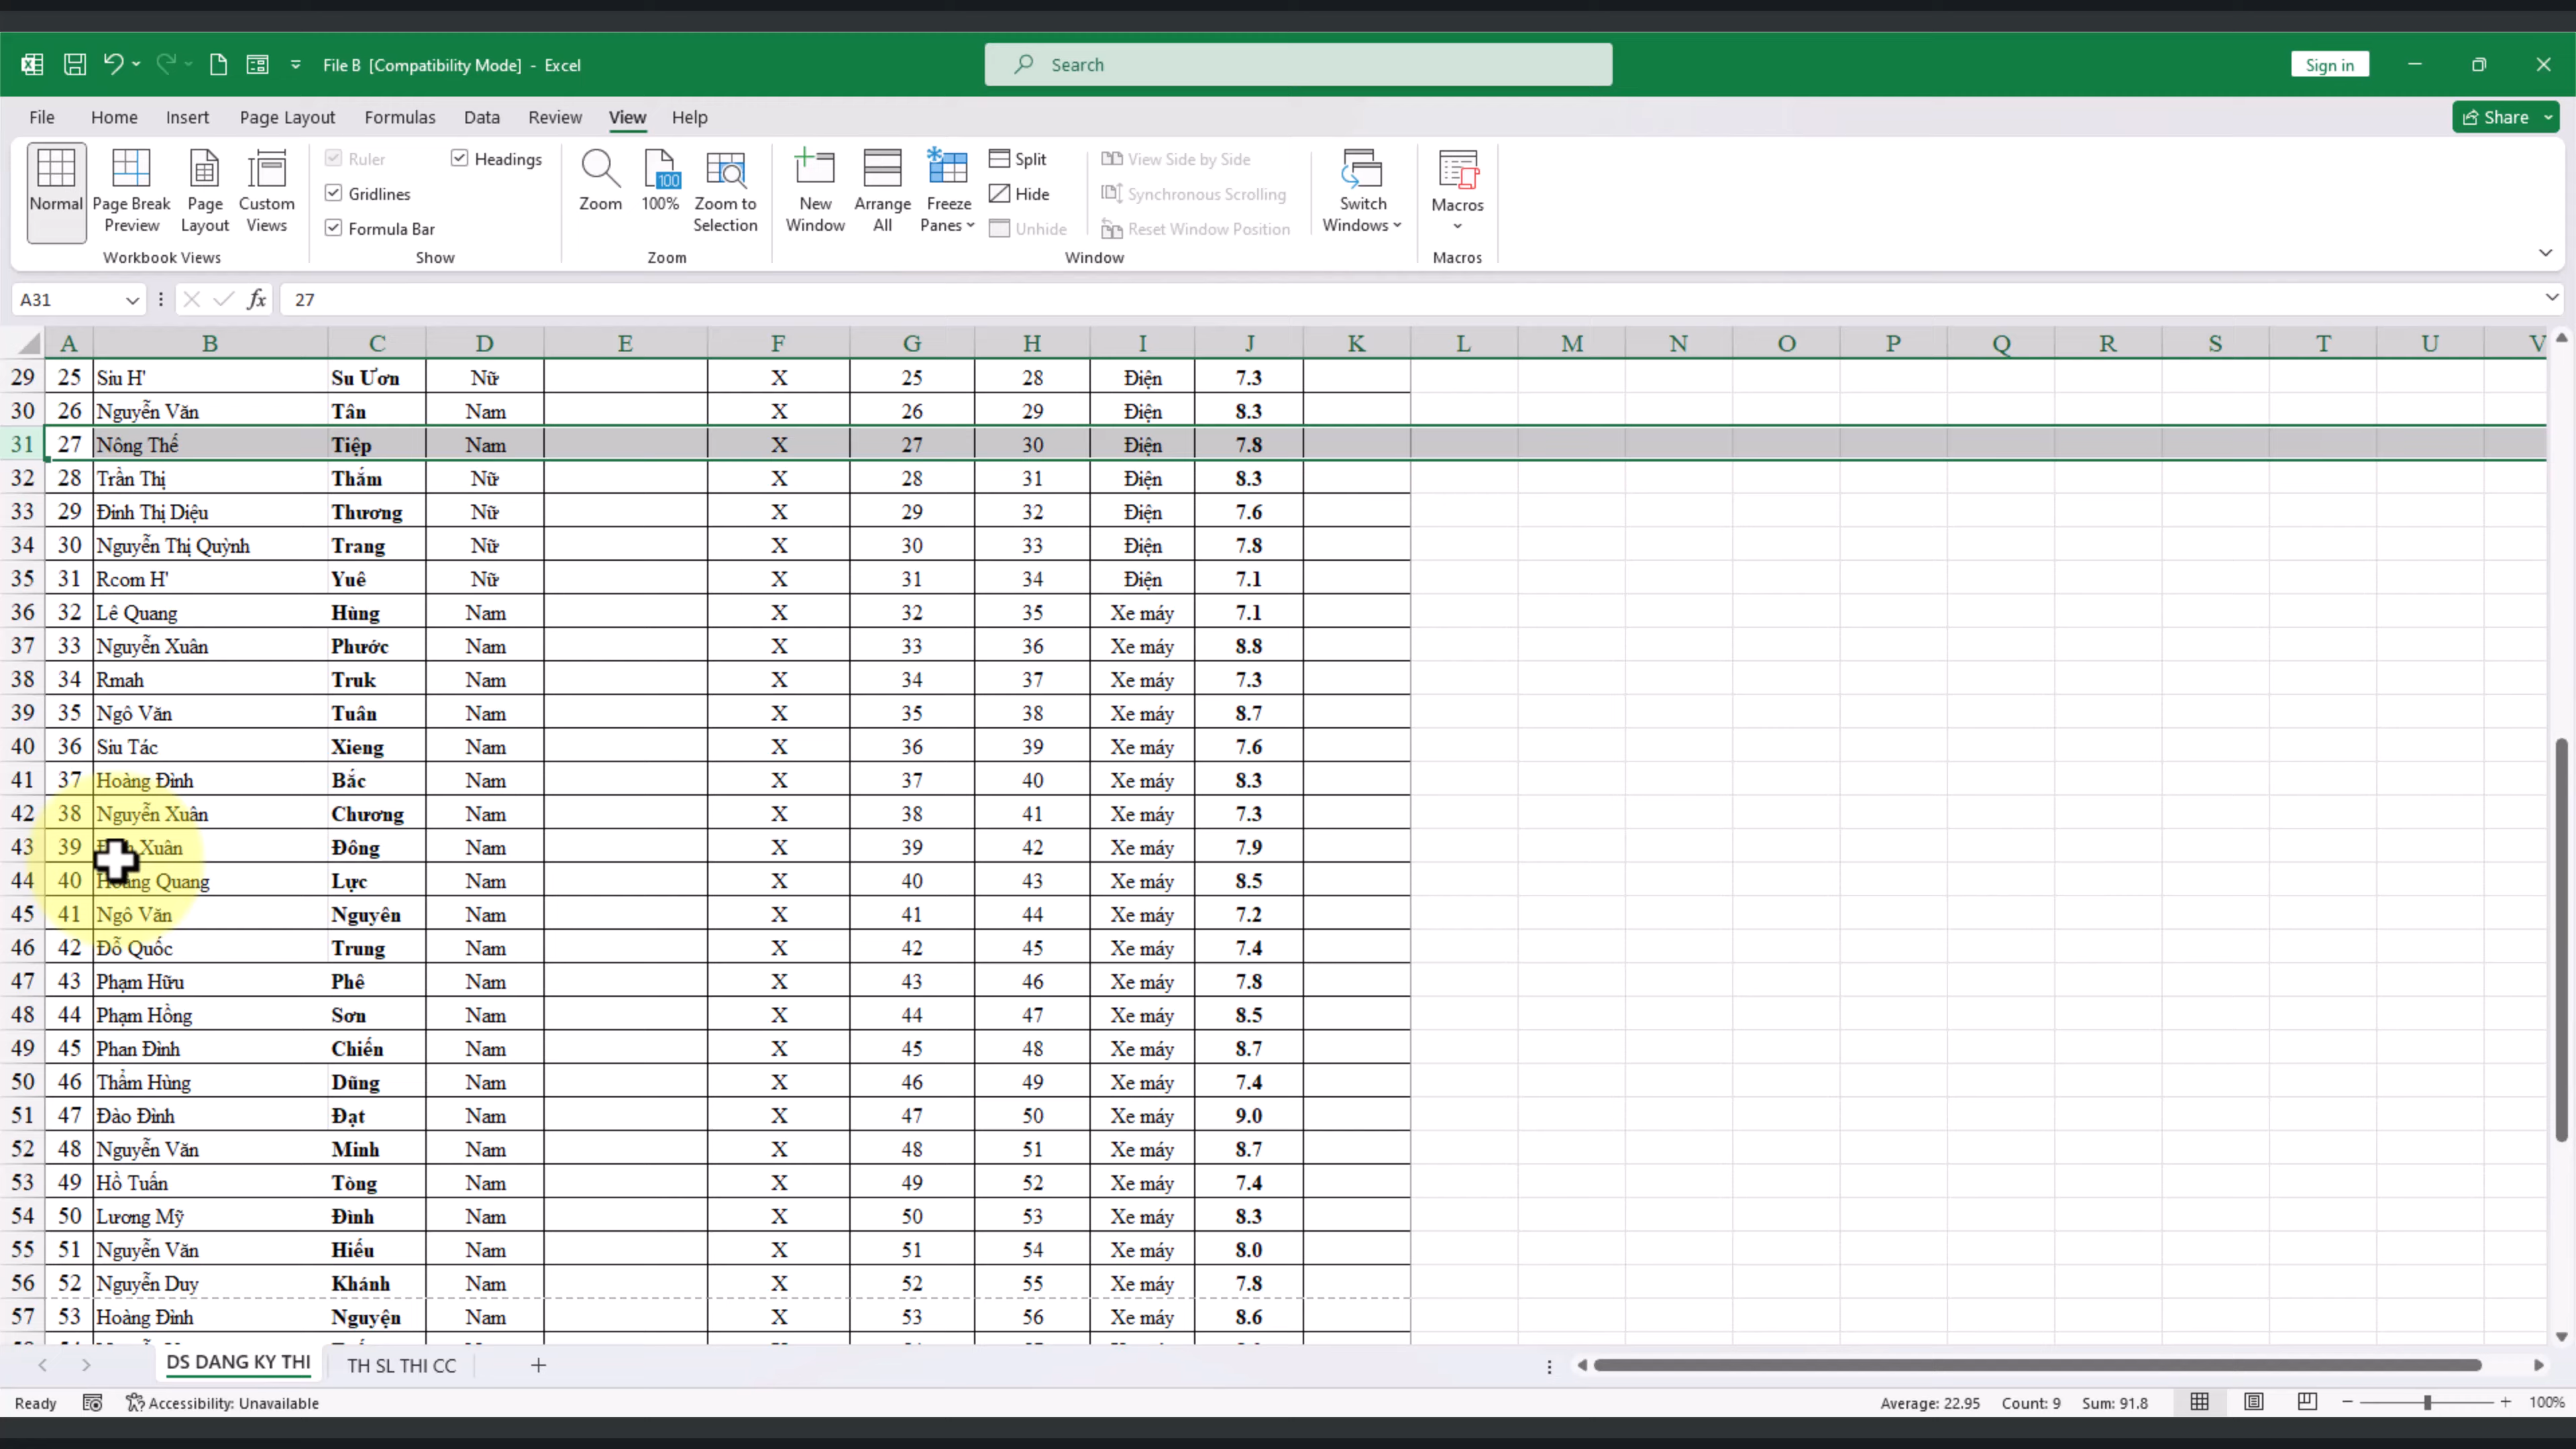 File B [Compatibility Mode] - Excel
Search
Sign in
File Home Insert Page Layout Formulas Data Review View Help
Share
Normal
Page Break Preview
Page Layout
Custom Views
Workbook Views
Ruler
Headings
Gridlines
Formula Bar
Show
Zoom
100
100%
Zoom to Selection
Zoom
New Window
Arrange All
Freeze Panes
Split
Hide
Unhide
View Side by Side
Synchronous Scrolling
Reset Window Position
Window
Switch Windows
Macros
Macros
A31
fx
27
A B C D E F G H I J K L M N O P Q R S T U V
29 25 Siu H' Su Ươn Nữ X 25 28 Điện 7.3
30 26 Nguyễn Văn Tân Nam X 26 29 Điện 8.3
31 27 Nông Thế Tiệp Nam X 27 30 Điện 7.8
32 28 Trần Thị Thắm Nữ X 28 31 Điện 8.3
33 29 Đinh Thị Diệu Thương Nữ X 29 32 Điện 7.6
34 30 Nguyễn Thị Quỳnh Trang Nữ X 30 33 Điện 7.8
35 31 Rcom H' Yuê Nữ X 31 34 Điện 7.1
36 32 Lê Quang Hùng Nam X 32 35 Xe máy 7.1
37 33 Nguyễn Xuân Phước Nam X 33 36 Xe máy 8.8
38 34 Rmah Truk Nam X 34 37 Xe máy 7.3
39 35 Ngô Văn Tuân Nam X 35 38 Xe máy 8.7
40 36 Siu Tác Xieng Nam X 36 39 Xe máy 7.6
41 37 Hoàng Đình Bắc Nam X 37 40 Xe máy 8.3
42 38 Nguyễn Xuân Chương Nam X 38 41 Xe máy 7.3
43 39 Xuân Đông Nam X 39 42 Xe máy 7.9
44 40 Hoàng Quang Lực Nam X 40 43 Xe máy 8.5
45 41 Ngô Văn Nguyên Nam X 41 44 Xe máy 7.2
46 42 Đỗ Quốc Trung Nam X 42 45 Xe máy 7.4
47 43 Phạm Hữu Phê Nam X 43 46 Xe máy 7.8
48 44 Phạm Hồng Sơn Nam X 44 47 Xe máy 8.5
49 45 Phan Đình Chiến Nam X 45 48 Xe máy 8.7
50 46 Thẩm Hùng Dũng Nam X 46 49 Xe máy 7.4
51 47 Đào Đình Đạt Nam X 47 50 Xe máy 9.0
52 48 Nguyễn Văn Minh Nam X 48 51 Xe máy 8.7
53 49 Hồ Tuấn Tòng Nam X 49 52 Xe máy 7.4
54 50 Lương Mỹ Đình Nam X 50 53 Xe máy 8.3
55 51 Nguyễn Văn Hiếu Nam X 51 54 Xe máy 8.0
56 52 Nguyễn Duy Khánh Nam X 52 55 Xe máy 7.8
57 53 Hoàng Đình Nguyện Nam X 53 56 Xe máy 8.6
DS DANG KY THI TH SL THI CC
Ready Accessibility: Unavailable Average: 22.95 Count: 9 Sum: 91.8 100%